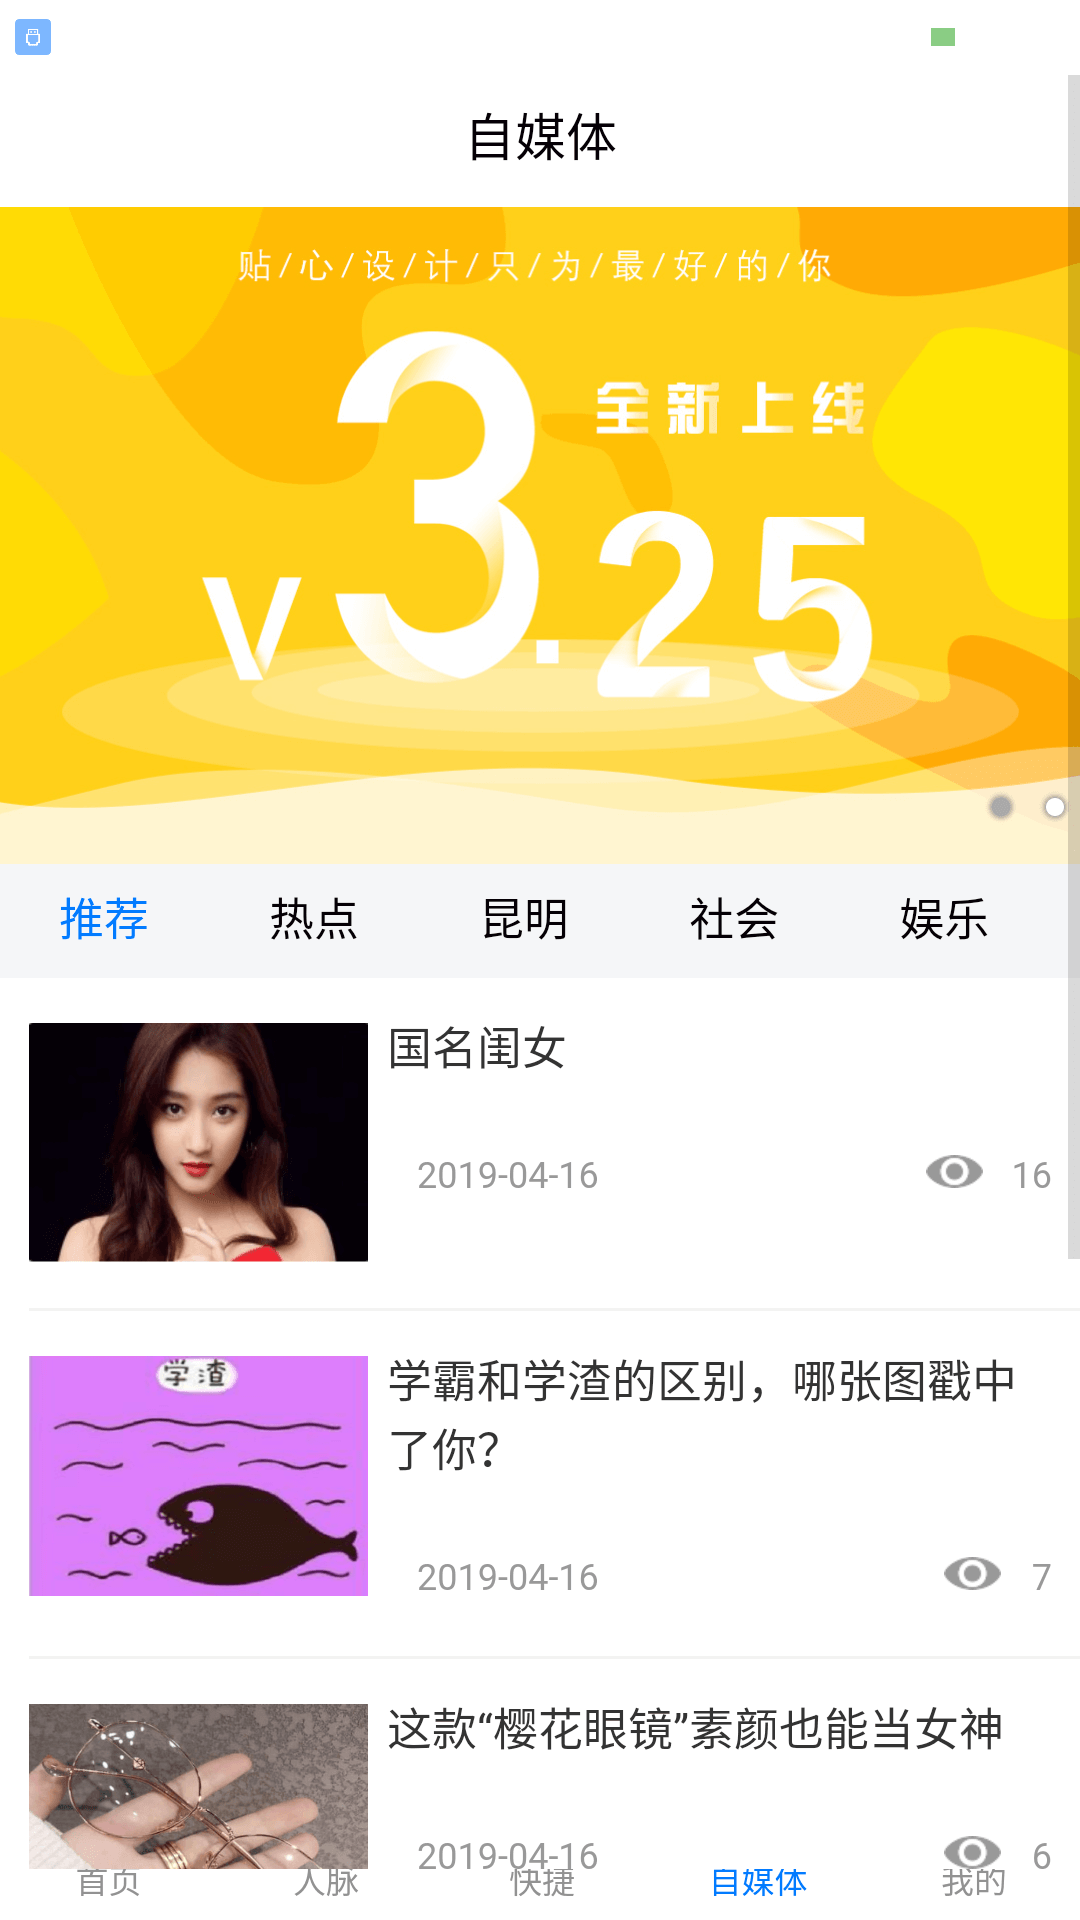 自媒体
贴/心/设/计/只/为/最/好/的/你
全新上线
v3.25
推荐 热点 昆明 社会 娱乐
国名闺女
2019-04-16 16
学渣
学霸和学渣的区别，哪张图戳中
了你？
2019-04-16 7
这款“樱花眼镜”素颜也能当女神
2019-04-16 6
首页 人脉 快捷 自媒体 我的